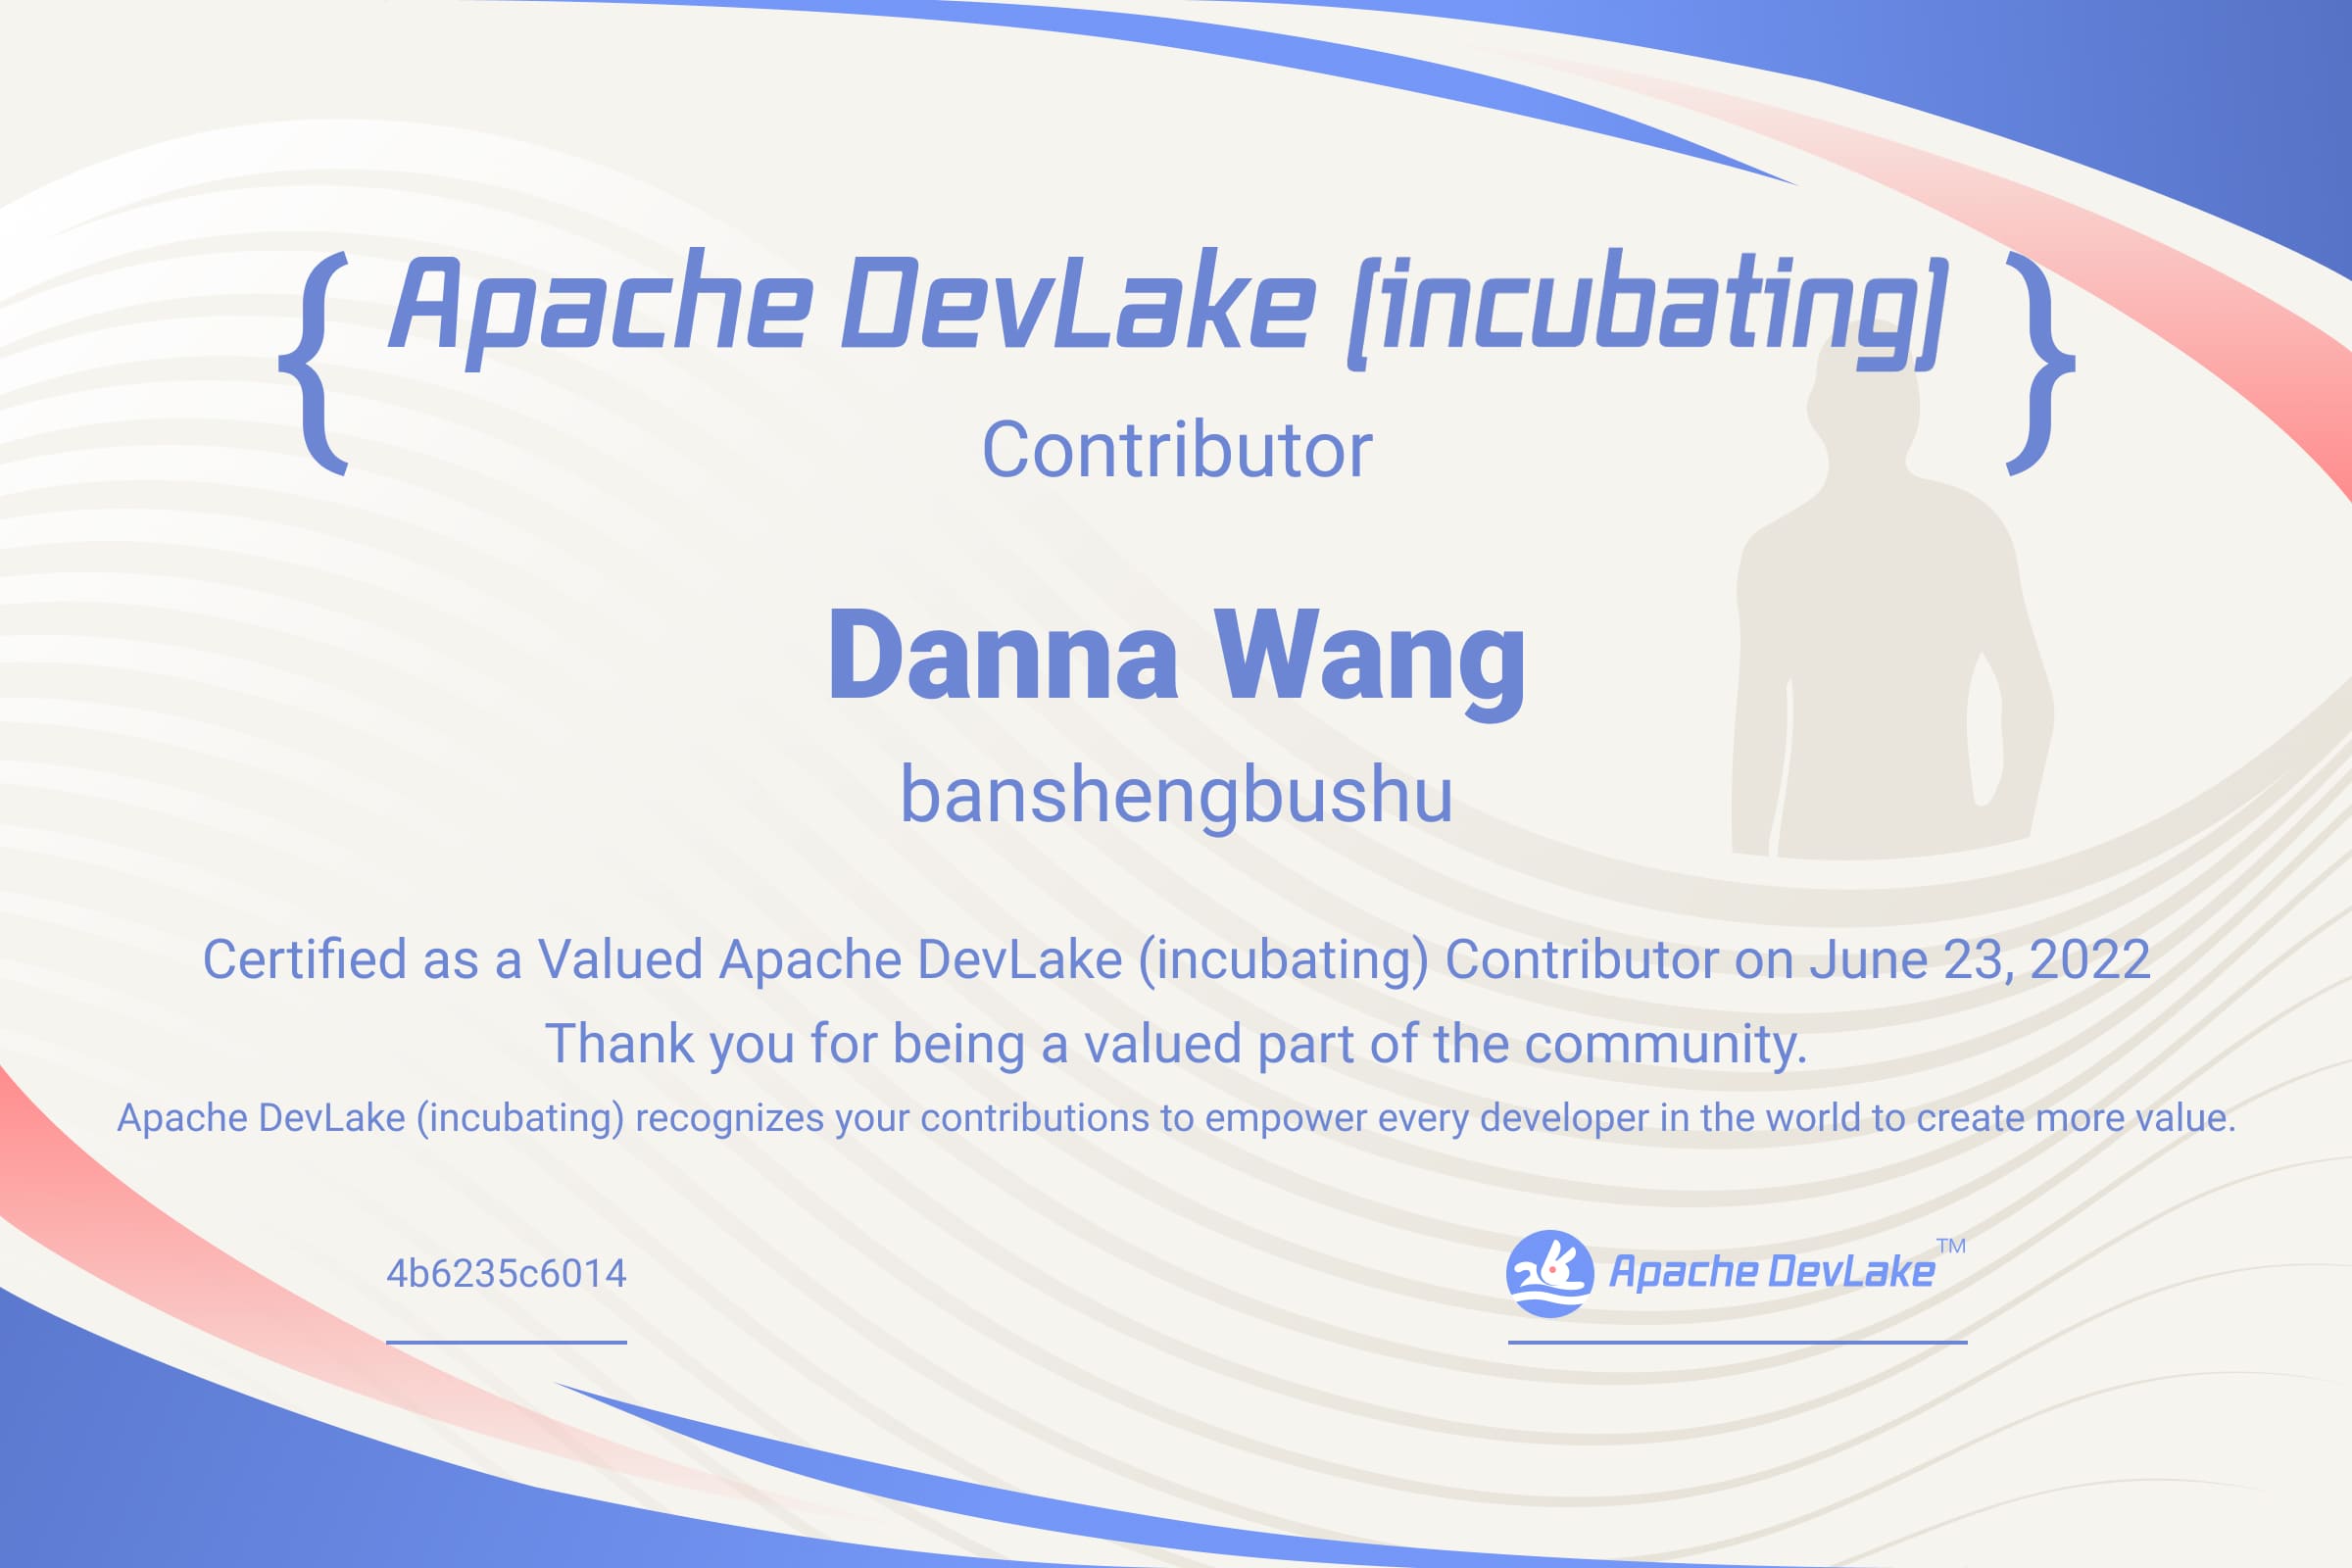 { Apache DevLake (incubating) }
Contributor
Danna Wang
banshengbushu
Certified as a Valued Apache DevLake (incubating) Contributor on June 23, 2022
Thank you for being a valued part of the community.
Apache DevLake (incubating) recognizes your contributions to empower every developer in the world to create more value.
4b6235c6014
Apache DevLake™